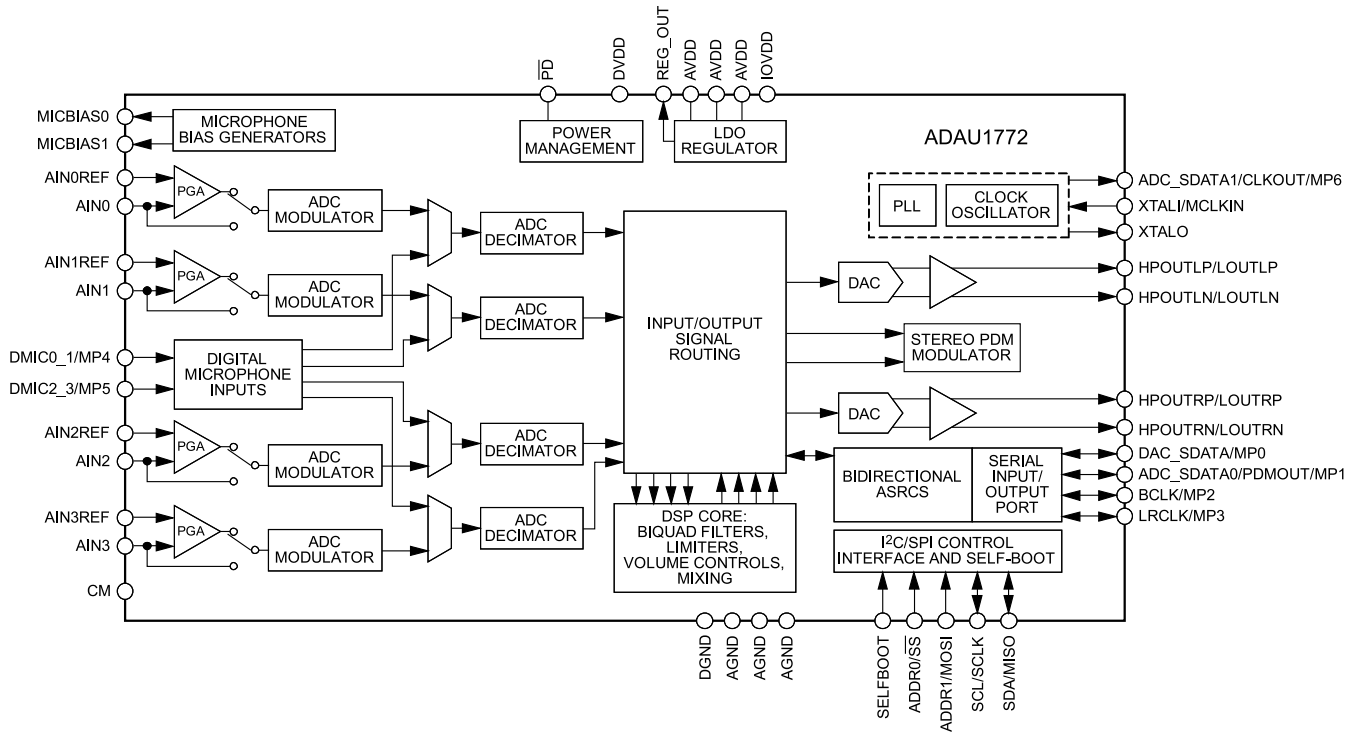 PD
DVDD
REG_OUT
AVDD
AVDD
AVDD
IOVDD
MICBIAS0
MICBIAS1
MICROPHONE
BIAS GENERATORS
POWER
MANAGEMENT
LDO
REGULATOR
ADAU1772
AIN0REF
AIN0
PGA
ADC
MODULATOR
ADC
DECIMATOR
PLL
CLOCK
OSCILLATOR
ADC_SDATA1/CLKOUT/MP6
XTALI/MCLKIN
XTALO
AIN1REF
AIN1
PGA
ADC
MODULATOR
ADC
DECIMATOR
INPUT/OUTPUT
SIGNAL
ROUTING
DAC
HPOUTLP/LOUTLP
HPOUTLN/LOUTLN
STEREO PDM
MODULATOR
DMIC0_1/MP4
DMIC2_3/MP5
DIGITAL
MICROPHONE
INPUTS
DAC
HPOUTRP/LOUTRP
HPOUTRN/LOUTRN
AIN2REF
AIN2
PGA
ADC
MODULATOR
ADC
DECIMATOR
BIDIRECTIONAL
ASRCS
SERIAL
INPUT/
OUTPUT
PORT
DAC_SDATA/MP0
ADC_SDATA0/PDMOUT/MP1
BCLK/MP2
LRCLK/MP3
AIN3REF
AIN3
PGA
ADC
MODULATOR
ADC
DECIMATOR
DSP CORE:
BIQUAD FILTERS,
LIMITERS,
VOLUME CONTROLS,
MIXING
I2C/SPI CONTROL
INTERFACE AND SELF-BOOT
CM
DGND
AGND
AGND
AGND
SELFBOOT
ADDR0/SS
ADDR1/MOSI
SCL/SCLK
SDA/MISO